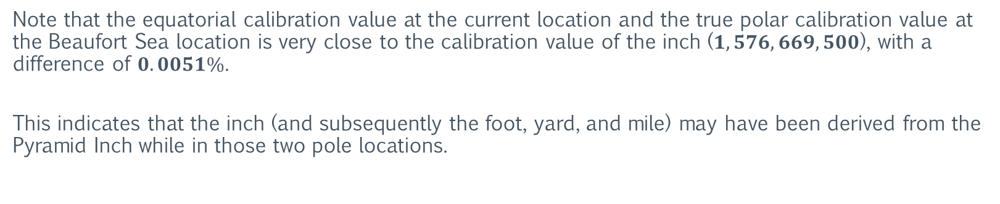 Note that the equatorial calibration value at the current location and the true polar calibration value at
the Beaufort Sea location is very close to the calibration value of the inch (1, 576, 669, 500), with a
difference of 0.0051%.
This indicates that the inch (and subsequently the foot, yard, and mile) may have been derived from the
Pyramid Inch while in those two pole locations.